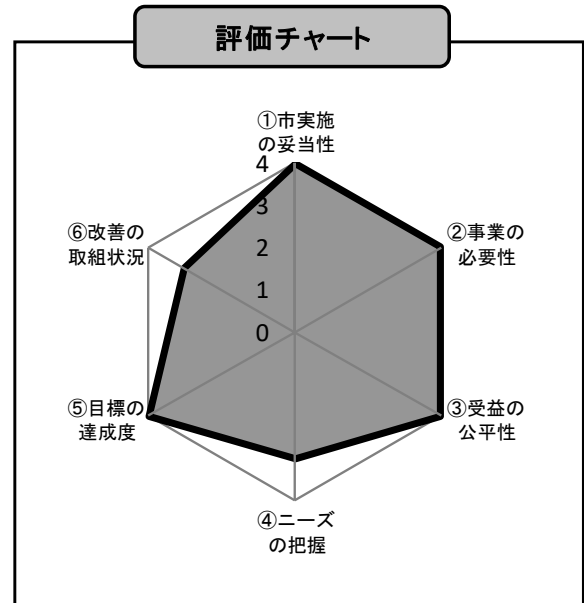 評価チャート
①市実施
の妥当性
4
3
2
1
0
②事業の
必要性
③受益の
公平性
④ニーズ
の把握
⑤目標の
達成度
⑥改善の
取組状況